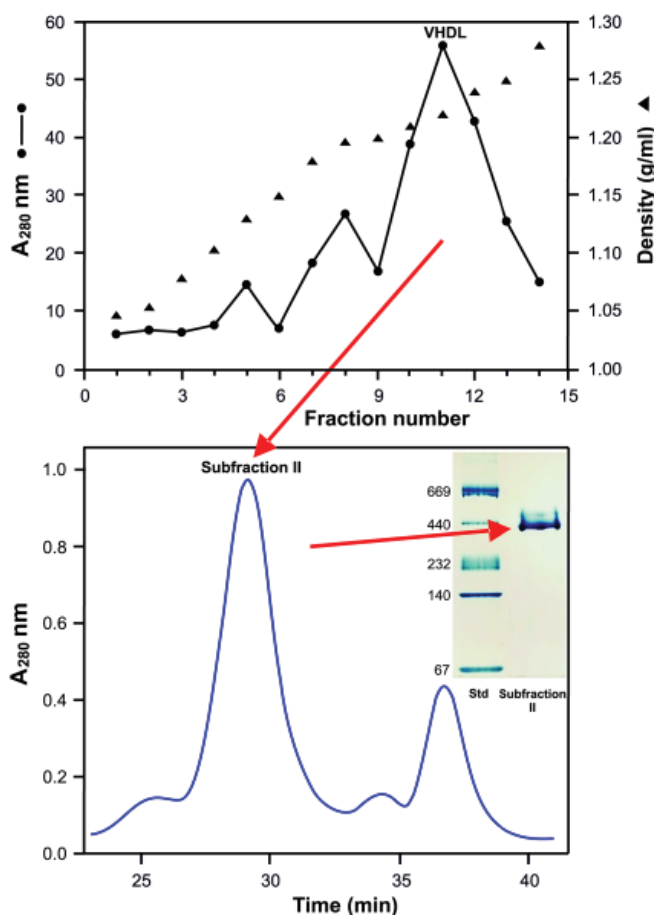 VHDL
60
50
40
30
20
10
0
A280 nm
1.30
1.25
1.20
1.15
1.10
1.05
1.00
Density (g/ml)
0 3 6 9 12 15
Fraction number
Subfraction II
1.0
0.8
0.6
0.4
0.2
0.0
A280 nm
669
440
232
140
67
Std Subfraction
II
25 30 35 40
Time (min)